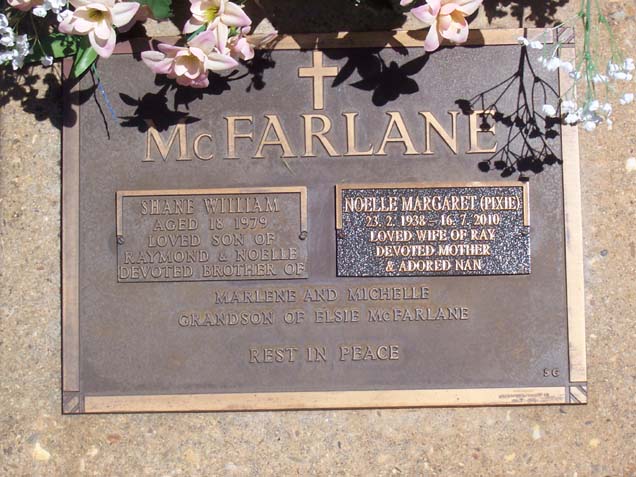 McFARLANE
SHANE WILLIAM
AGED 18 1979
LOVED SON OF
RAYMOND & NOELLE
DEVOTED BROTHER OF
NOELLE MARGARET (PIXIE)
23. 2. 1938 - 16. 7. 2010
LOVED WIFE OF RAY
DEVOTED MOTHER
& ADORED NAN
MARLENE AND MICHELLE
GRANDSON OF ELSIE McFARLANE
REST IN PEACE
SG